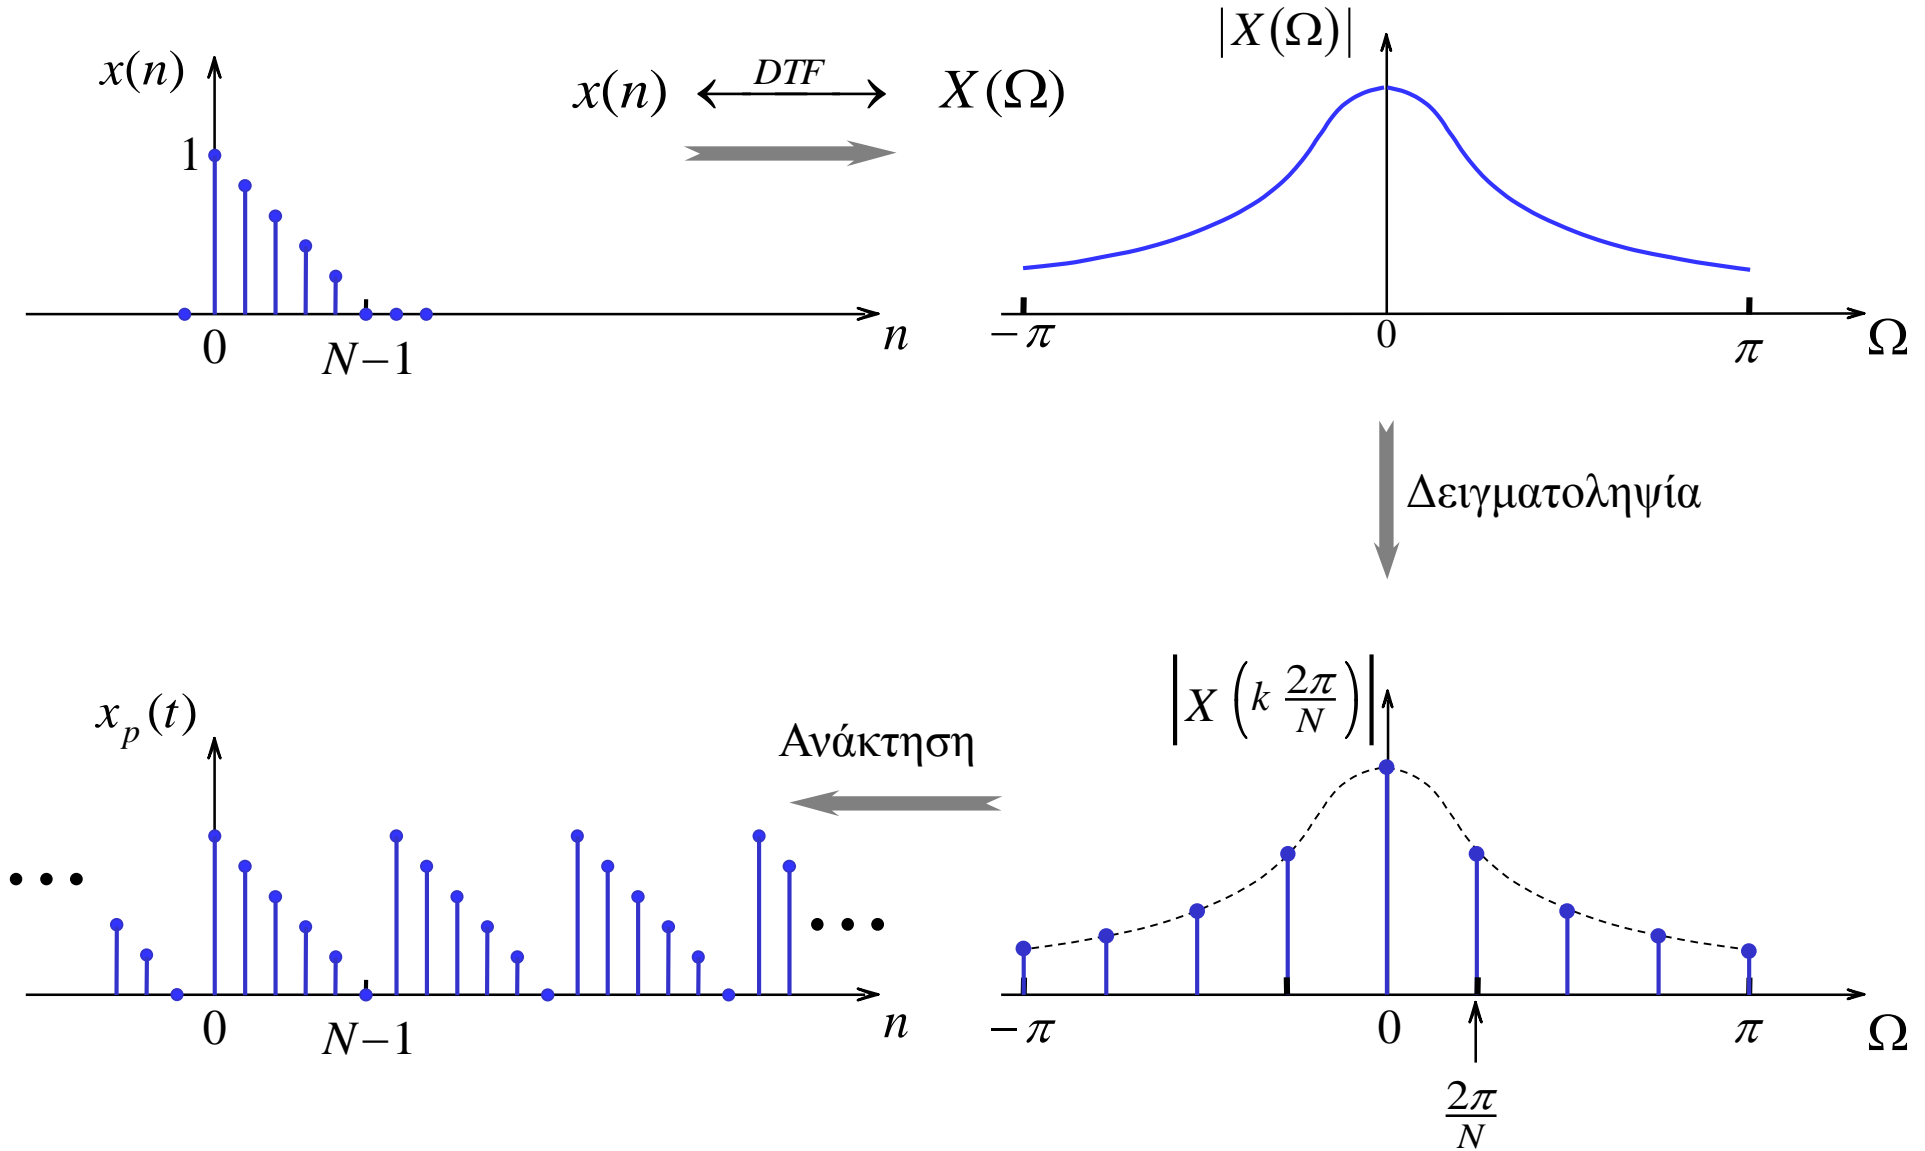 x(n)
1
0
N−1
n
x(n) DTF X(Ω)
|X(Ω)|
−π
0
π
Ω
Δειγματοληψία
|X(k 2π/N)|
−π
0
π
Ω
2π/N
Ανάκτηση
x_p(t)
0
N−1
n